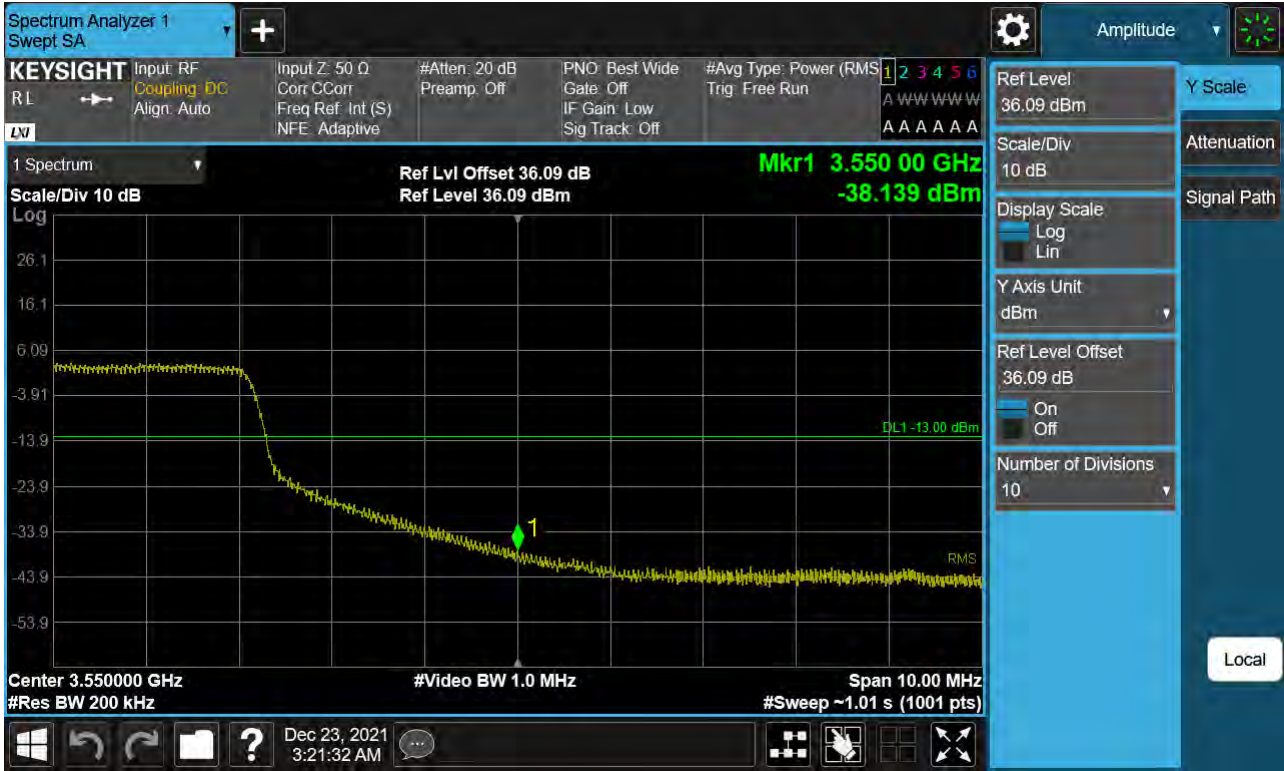 Spectrum Analyzer 1
Swept SA
+
Amplitude
KEYSIGHT
RL
LXI
Input: RF
Coupling: DC
Align: Auto
Input Z: 50 Ω
Corr CCorr
Freq Ref: Int (S)
NFE: Adaptive
#Atten: 20 dB
Preamp: Off
PNO: Best Wide
Gate: Off
IF Gain: Low
Sig Track: Off
#Avg Type: Power (RMS
Trig: Free Run
1 2 3 4 5 6
A W W W W W
A A A A A A
1 Spectrum
Scale/Div 10 dB
Log
Ref Lvl Offset 36.09 dB
Ref Level 36.09 dBm
Mkr1 3.550 00 GHz
-38.139 dBm
26.1
16.1
6.09
-3.91
-13.9
-23.9
-33.9
-43.9
-53.9
DL1 -13.00 dBm
1
RMS
Center 3.550000 GHz
#Res BW 200 kHz
#Video BW 1.0 MHz
Span 10.00 MHz
#Sweep ~1.01 s (1001 pts)
Ref Level
36.09 dBm
Scale/Div
10 dB
Display Scale
Log
Lin
Y Axis Unit
dBm
Ref Level Offset
36.09 dB
On
Off
Number of Divisions
10
Y Scale
Attenuation
Signal Path
Local
?
Dec 23, 2021
3:21:32 AM